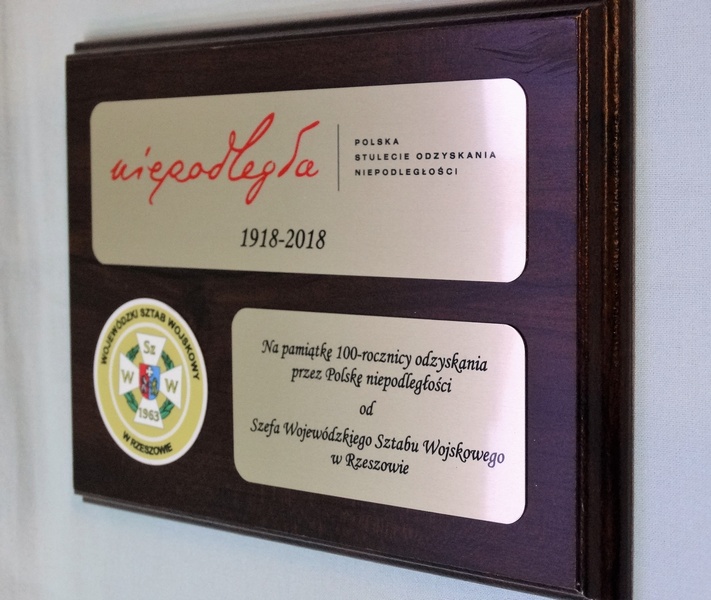 niepodległa
POLSKA
STULECIE ODZYSKANIA
NIEPODLEGŁOŚCI
1918-2018
WOJEWÓDZKI SZTAB WOJSKOWY
Sz
W W
1963
W RZESZOWIE
Na pamiątkę 100-rocznicy odzyskania
przez Polskę niepodległości
od
Szefa Wojewódzkiego Sztabu Wojskowego
w Rzeszowie